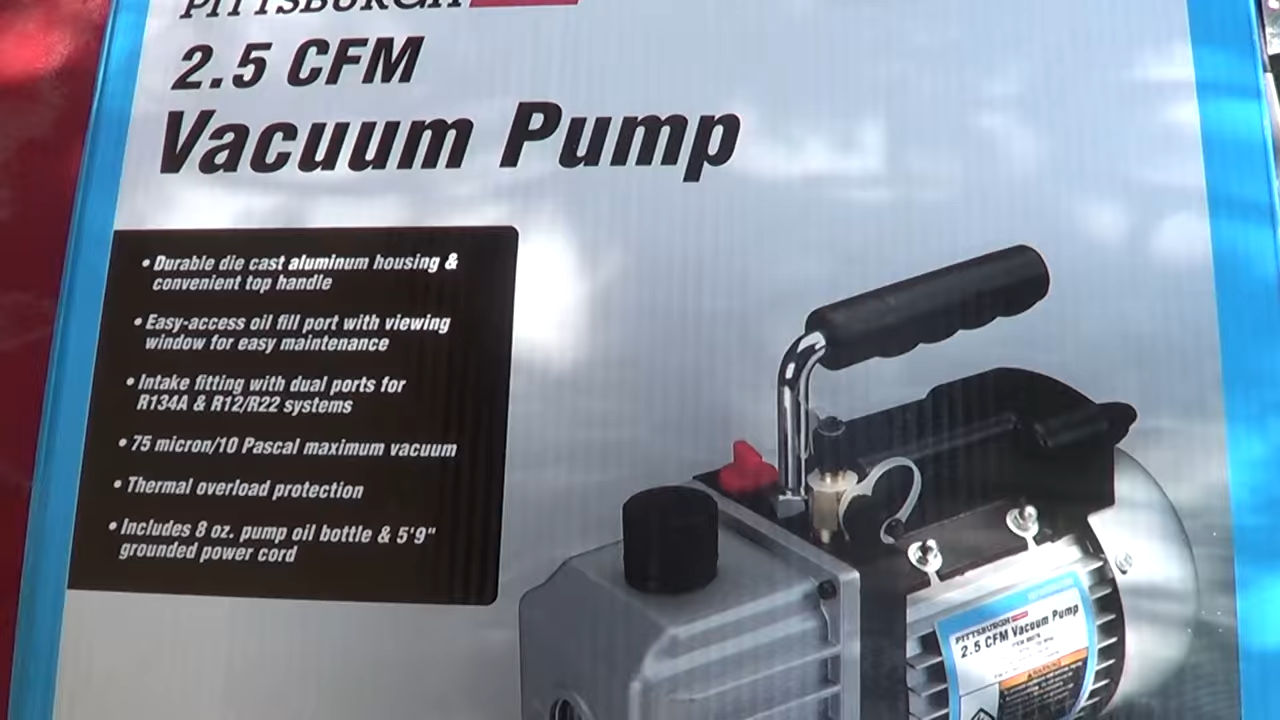 PITTSBURGH
2.5 CFM
Vacuum Pump
• Durable die cast aluminum housing &
convenient top handle
• Easy-access oil fill port with viewing
window for easy maintenance
• Intake fitting with dual ports for
R134A & R12/R22 systems
• 75 micron/10 Pascal maximum vacuum
• Thermal overload protection
• Includes 8 oz. pump oil bottle & 5'9"
grounded power cord
PITTSBURGH
2.5 CFM Vacuum Pump
WARNING